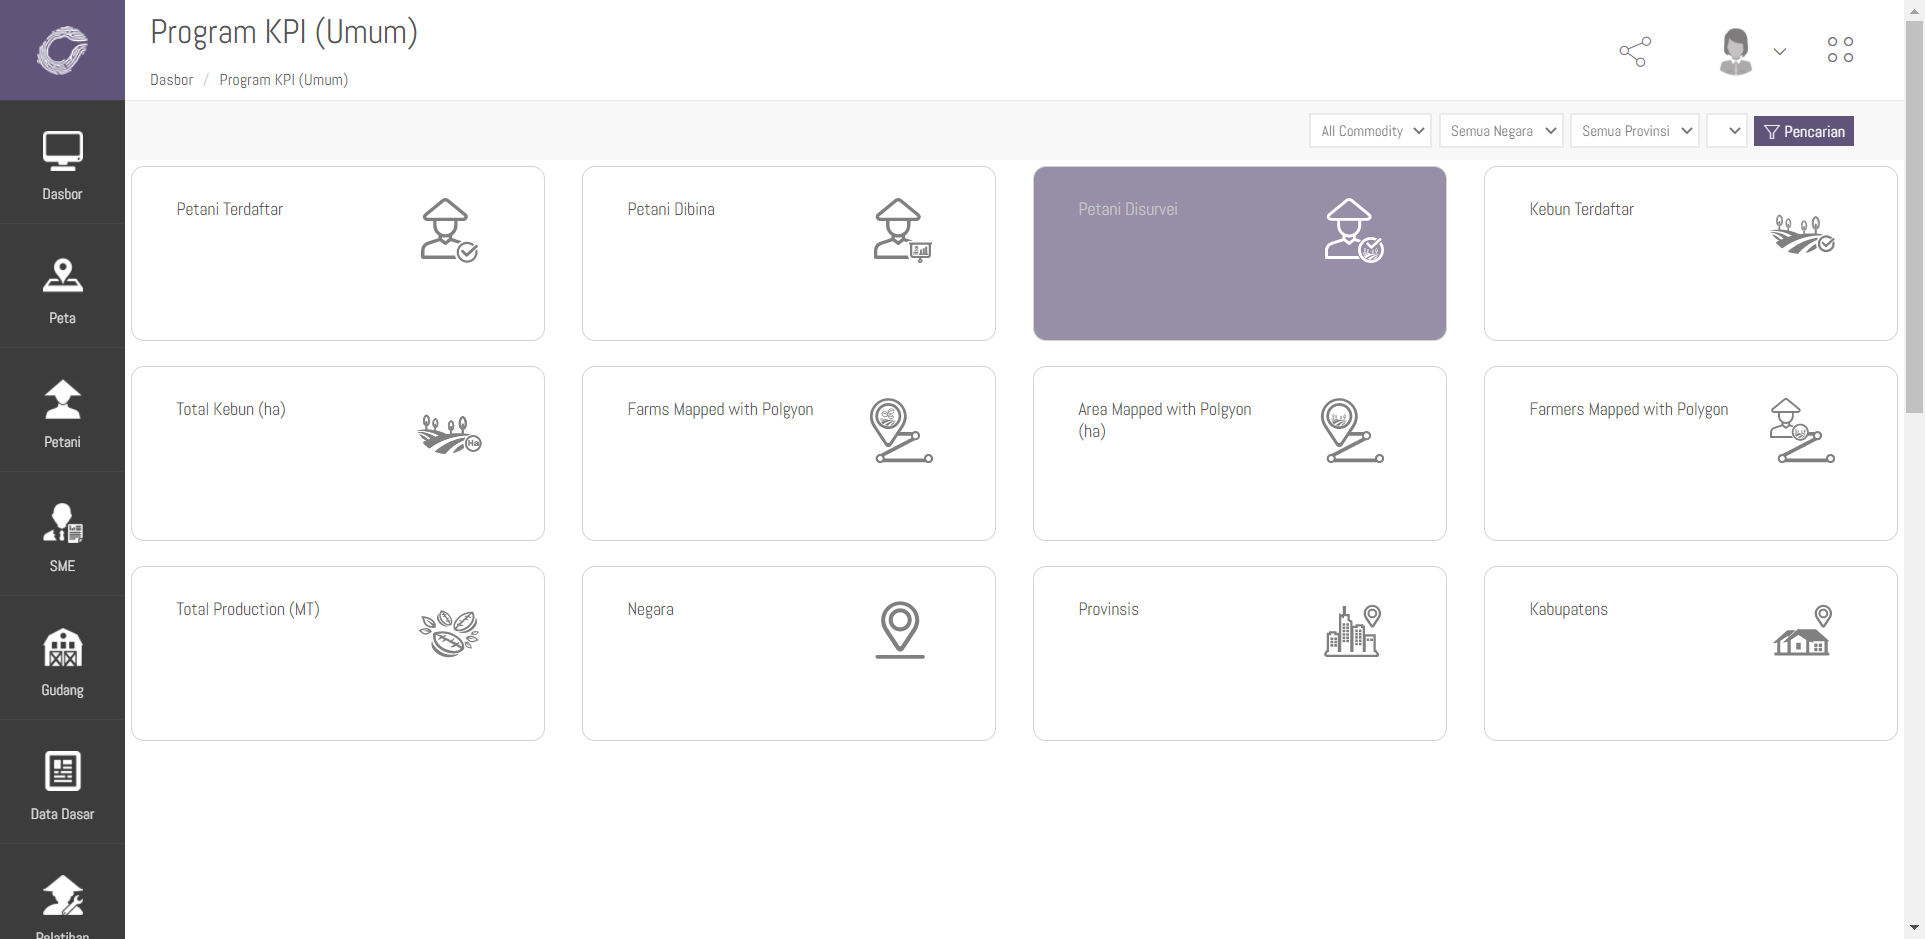 Program KPI (Umum)
Dasbor / Program KPI (Umum)
All Commodity
Semua Negara
Semua Provinsi
Pencarian
Dasbor
Peta
Petani
SME
Gudang
Data Dasar
Pelatihan
Petani Terdaftar
Petani Dibina
Petani Disurvei
Kebun Terdaftar
Total Kebun (ha)
Ha
Farms Mapped with Polgyon
Area Mapped with Polgyon
(ha)
Farmers Mapped with Polygon
Total Production (MT)
Negara
Provinsis
Kabupatens